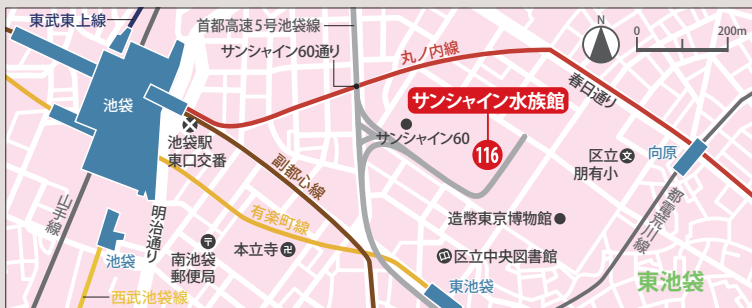 東武東上線
首都高速5号池袋線
サンシャイン60通り
丸ノ内線
N
0
200m
春日通り
池袋
サンシャイン水族館
サンシャイン60
116
池袋駅
東口交番
副都心線
区立
朋有小
文
向原
山手線
明治通り
有楽町線
都電荒川線
造幣東京博物館
池袋
南池袋
郵便局
本立寺
区立中央図書館
東池袋
東池袋
西武池袋線